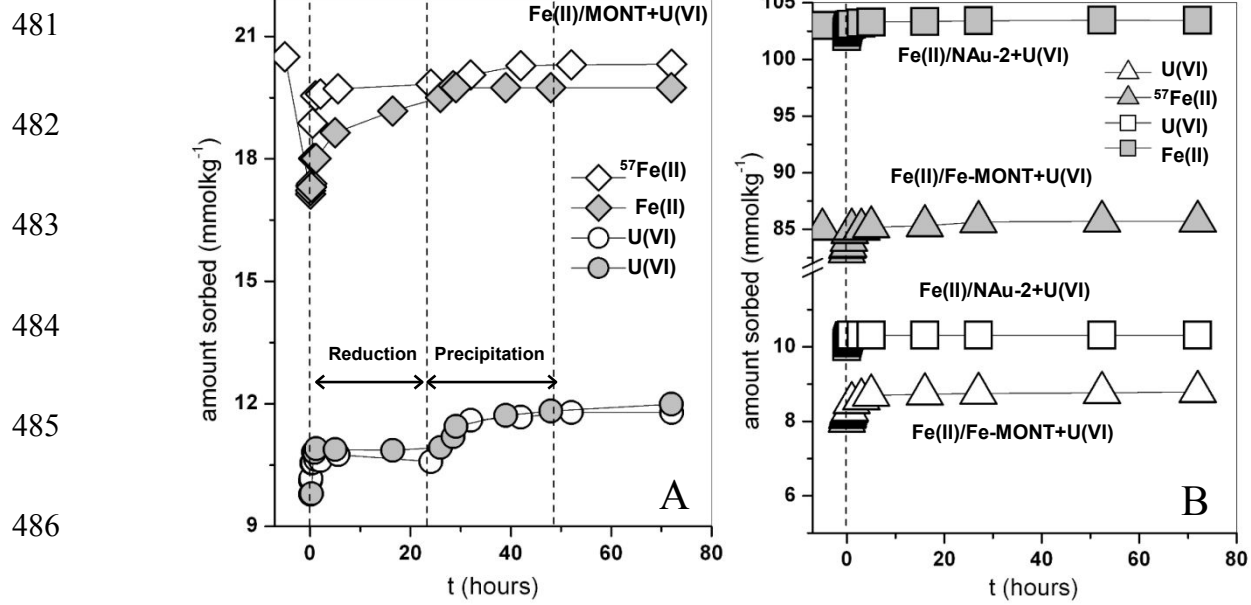 481
482
483
484
485
486
Fe(II)/MONT+U(VI)
21
18
15
12
9
amount sorbed (mmolkg-1)
57Fe(II)
Fe(II)
U(VI)
U(VI)
Reduction
Precipitation
A
0
20
40
60
80
t (hours)
105
100
95
90
85
10
8
6
amount sorbed (mmolkg-1)
Fe(II)/NAu-2+U(VI)
U(VI)
57Fe(II)
U(VI)
Fe(II)
Fe(II)/Fe-MONT+U(VI)
Fe(II)/NAu-2+U(VI)
Fe(II)/Fe-MONT+U(VI)
B
0
20
40
60
80
t (hours)